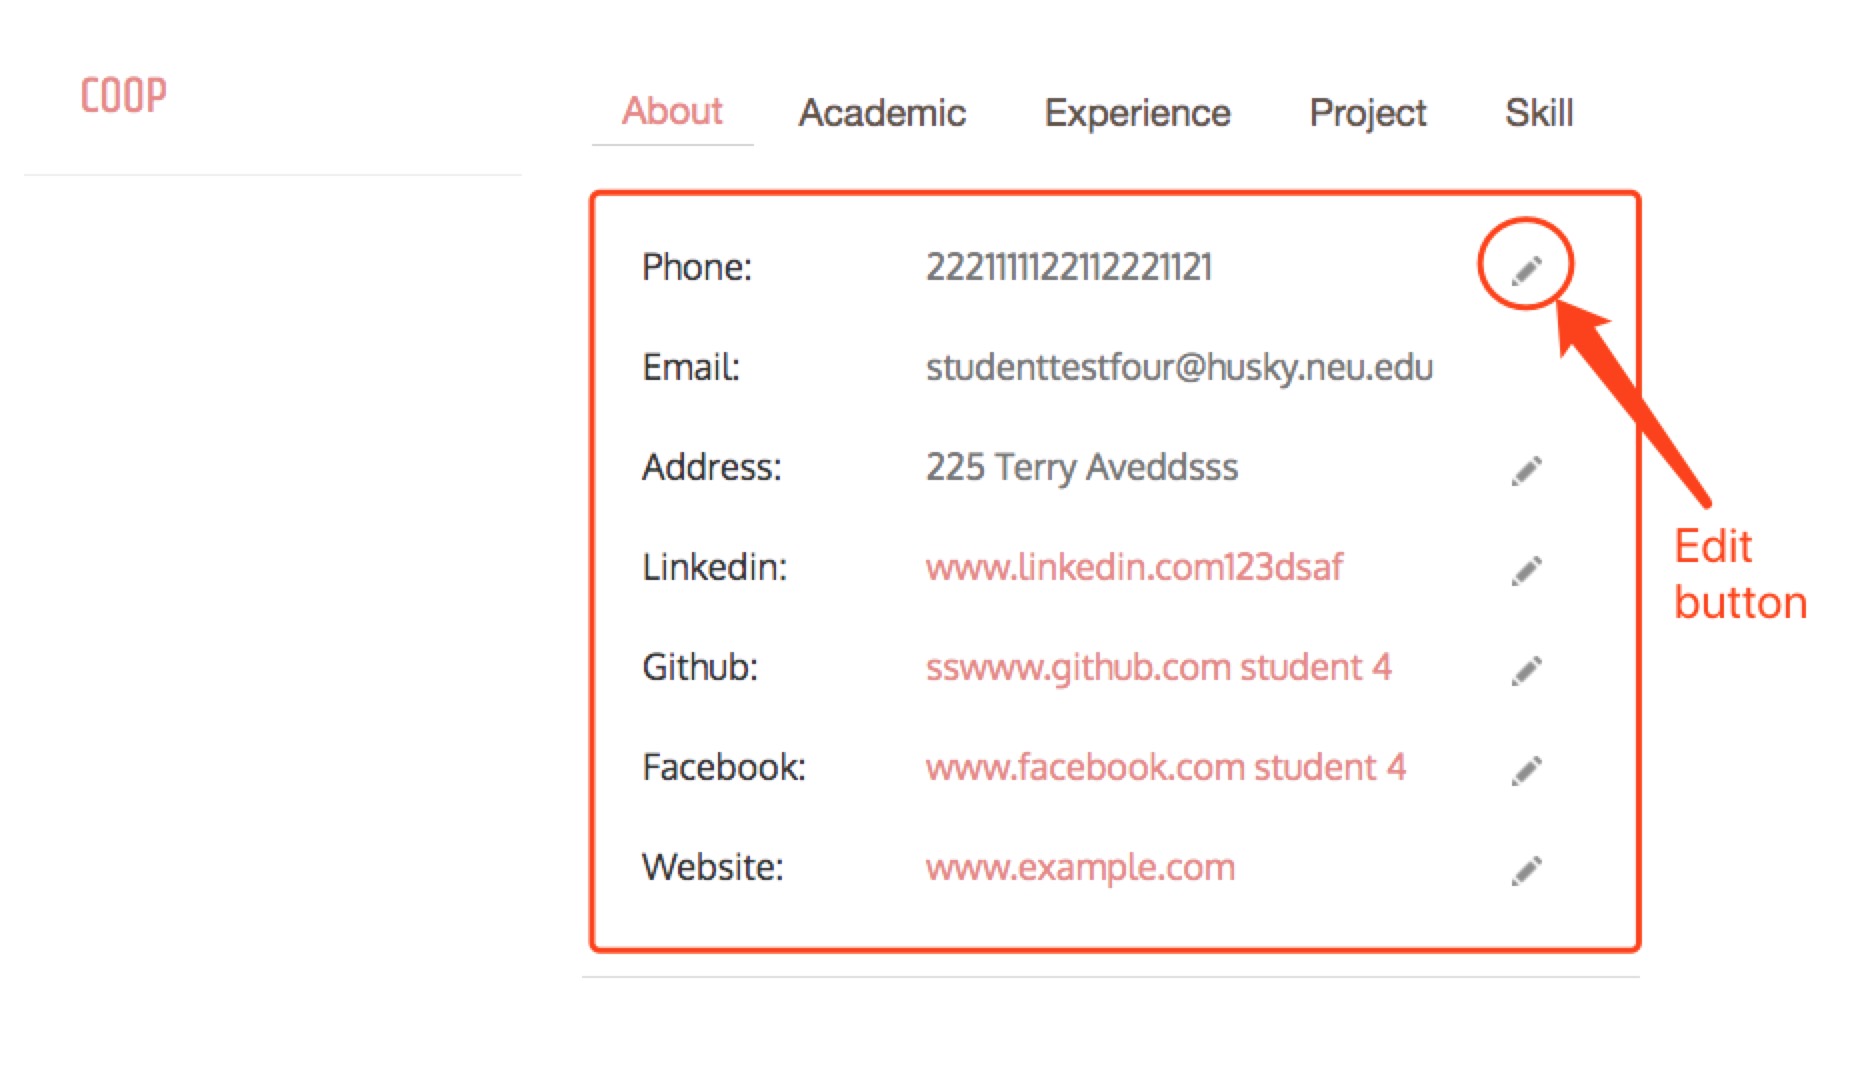 COOP
About Academic Experience Project Skill
Phone: 2221111122112221121
Email: studenttestfour@husky.neu.edu
Address: 225 Terry Aveddsss
Linkedin: www.linkedin.com123dsaf
Github: sswww.github.com student 4
Facebook: www.facebook.com student 4
Website: www.example.com
Edit
button